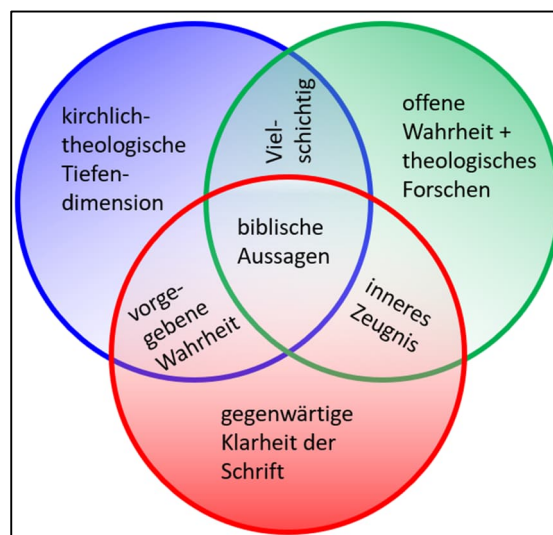 kirchlich-
theologische
Tiefen-
dimension
Viel-
schichtig
offene
Wahrheit +
theologisches
Forschen
biblische
Aussagen
vorge-
gebene
Wahrheit
inneres
Zeugnis
gegenwärtige
Klarheit der
Schrift